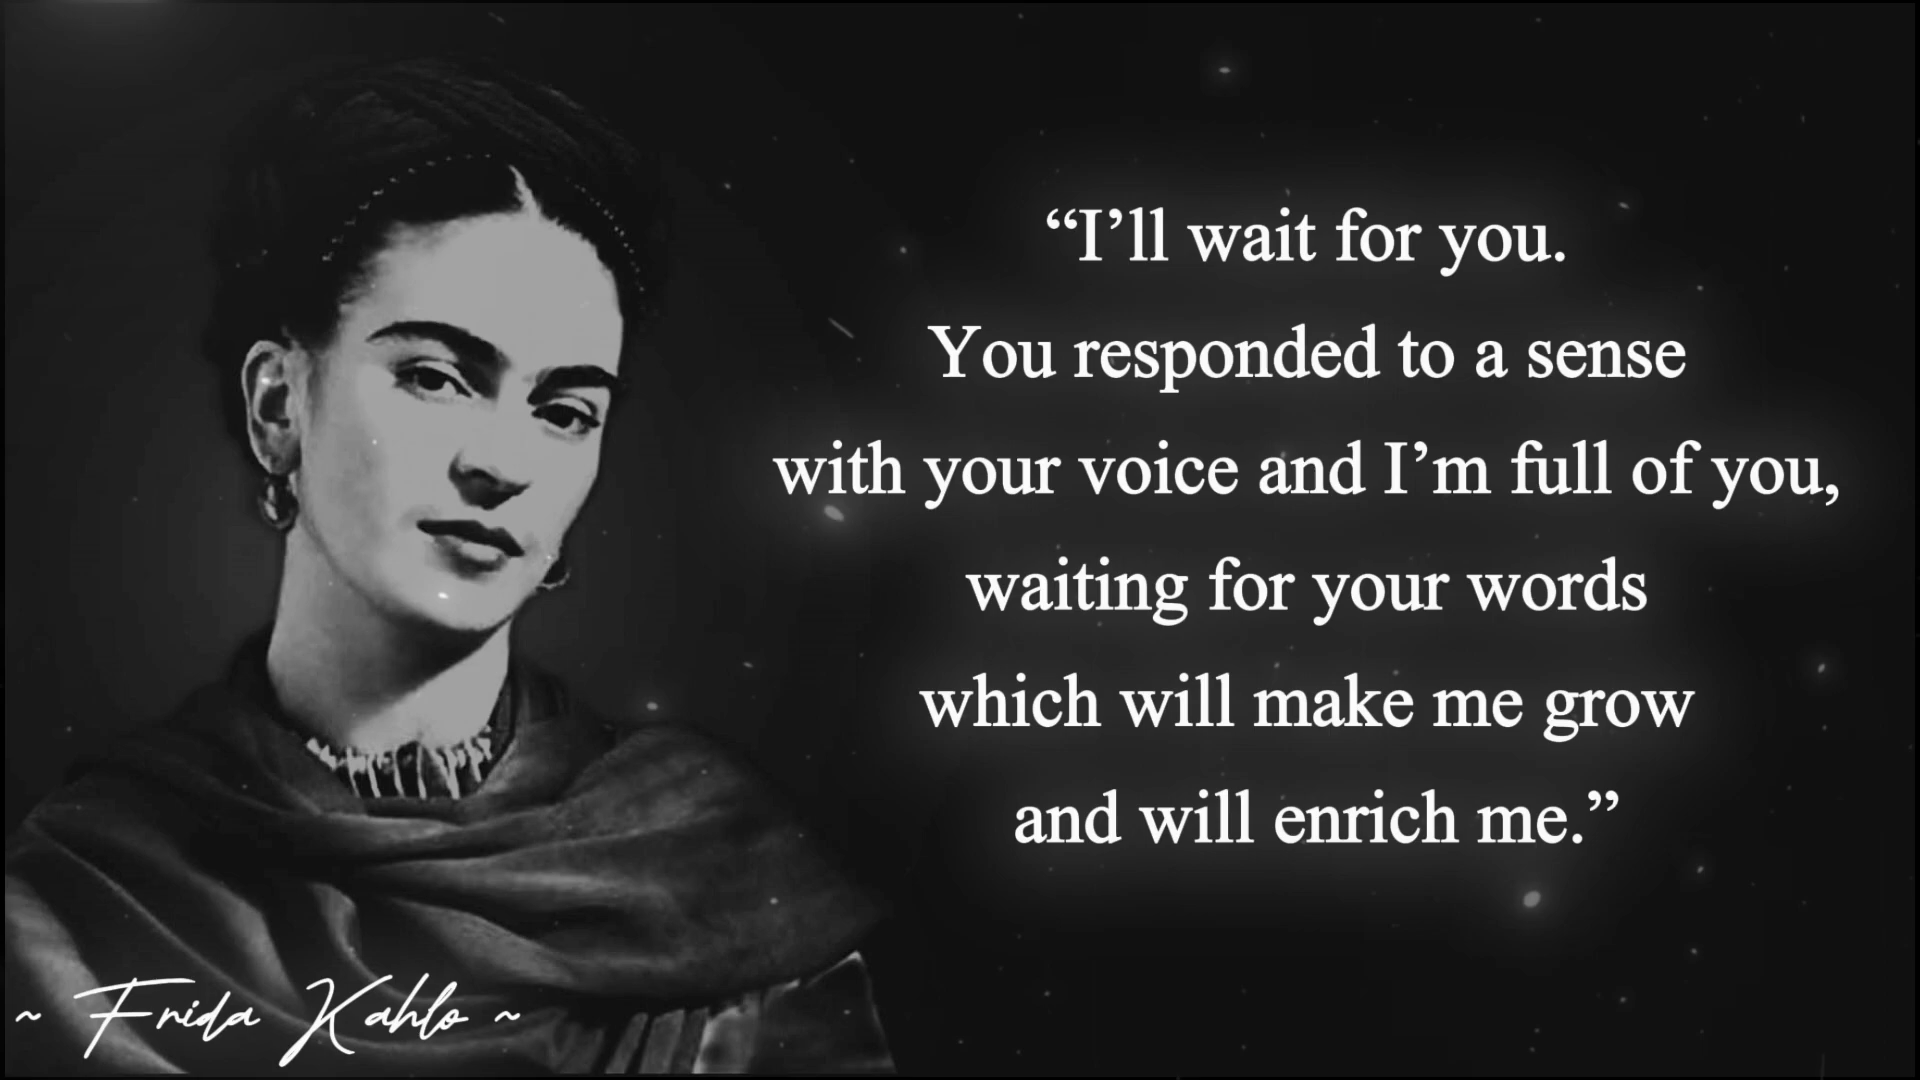 “I’ll wait for you.
You responded to a sense
with your voice and I’m full of you,
waiting for your words
which will make me grow
and will enrich me.”
~ Frida Kahlo ~